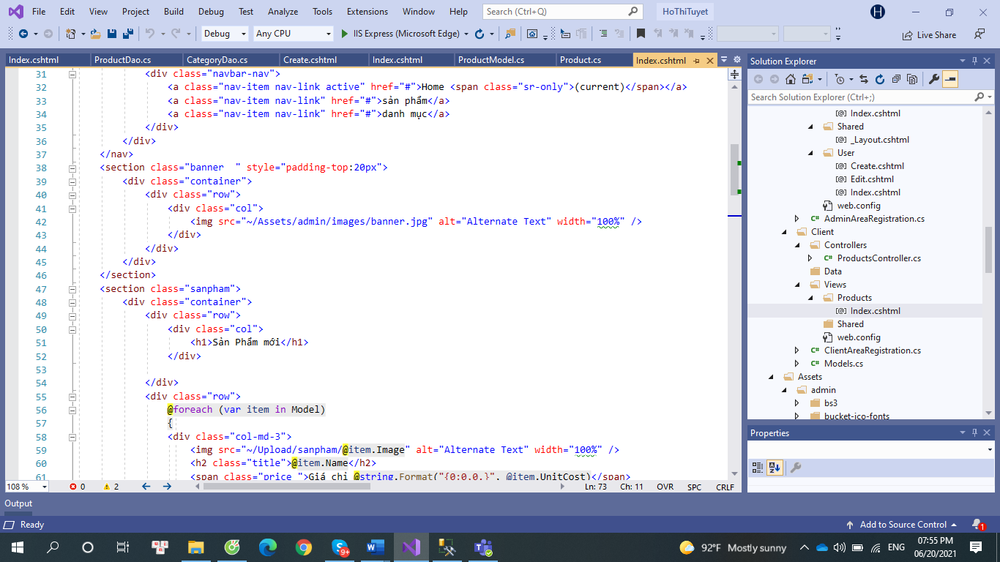 File Edit View Project Build Debug Test Analyze Tools Extensions Window Help Search (Ctrl+Q) HoThiTuyet H
Debug Any CPU IIS Express (Microsoft Edge) Live Share
Index.cshtml ProductDao.cs CategoryDao.cs Create.cshtml Index.cshtml ProductModel.cs Product.cs Index.cshtml
31 <div class="navbar-nav">
32 <a class="nav-item nav-link active" href="#">Home <span class="sr-only">(current)</span></a>
33 <a class="nav-item nav-link" href="#">sản phẩm</a>
34 <a class="nav-item nav-link" href="#">danh mục</a>
35 </div>
36 </div>
37 </nav>
38 <section class="banner  " style="padding-top:20px">
39 <div class="container">
40 <div class="row">
41 <div class="col">
42 <img src="~/Assets/admin/images/banner.jpg" alt="Alternate Text" width="100%" />
43 </div>
44 </div>
45 </div>
46 </section>
47 <section class="sanpham">
48 <div class="container">
49 <div class="row">
50 <div class="col">
51 <h1>Sản Phẩm mới</h1>
52 </div>
53
54 </div>
55 <div class="row">
56 @foreach (var item in Model)
57 {
58 <div class="col-md-3">
59 <img src="~/Upload/sanpham/@item.Image" alt="Alternate Text" width="100%" />
60 <h2 class="title">@item.Name</h2>
61 <span class="price ">Giá chỉ @string.Format("{0:0,0.}", @item.UnitCost)</span>
108 % 0 2 Ln: 73 Ch: 11 OVR SPC CRLF
Solution Explorer
Search Solution Explorer (Ctrl+;)
Index.cshtml
Shared
_Layout.cshtml
User
Create.cshtml
Edit.cshtml
Index.cshtml
web.config
C# AdminAreaRegistration.cs
Client
Controllers
C# ProductsController.cs
Data
Views
Products
Index.cshtml
Shared
web.config
C# ClientAreaRegistration.cs
C# Models.cs
Assets
admin
bs3
bucket-ico-fonts
Properties
Output
Ready Add to Source Control 1
9+ W 92°F Mostly sunny ENG 07:55 PM
06/20/2021